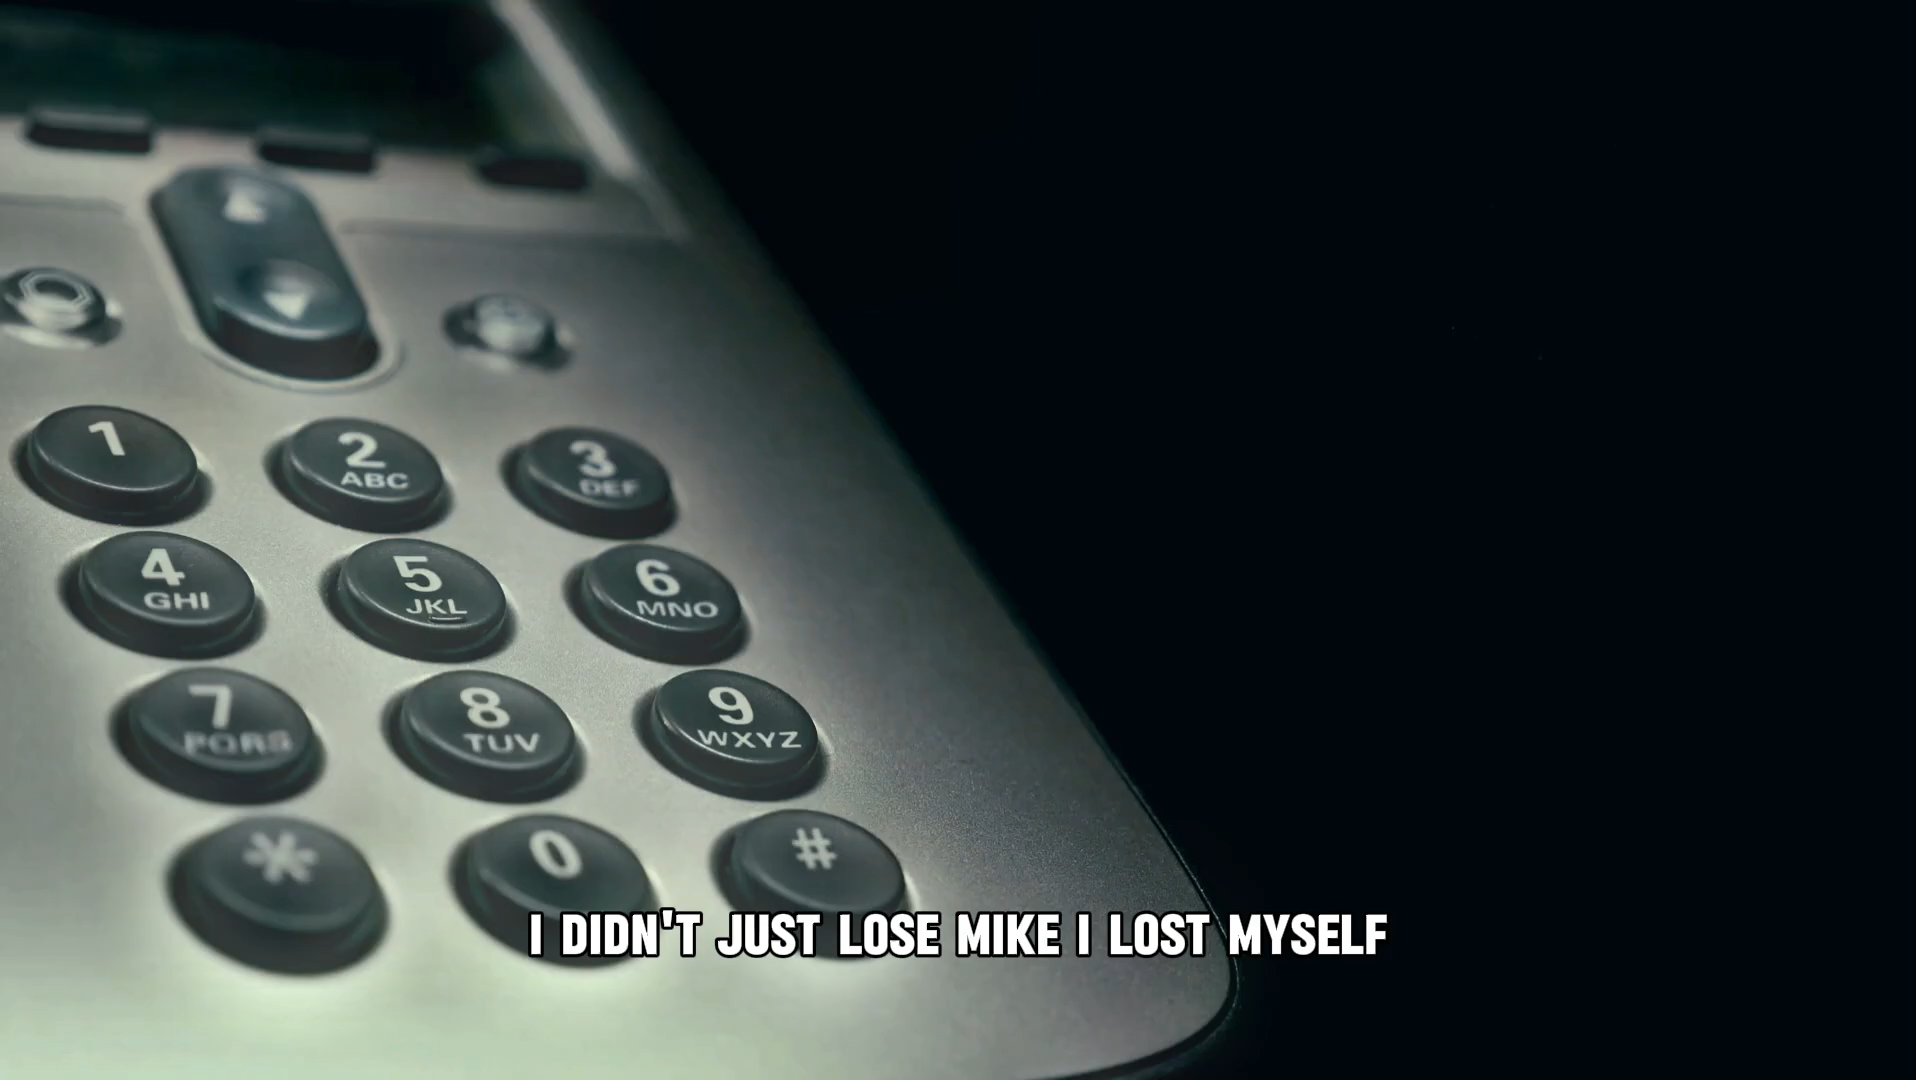 1
2
ABC
3
DEF
4
GHI
5
JKL
6
MNO
7
PQRS
8
TUV
9
WXYZ
*
0
#
I DIDN'T JUST LOSE MIKE I LOST MYSELF